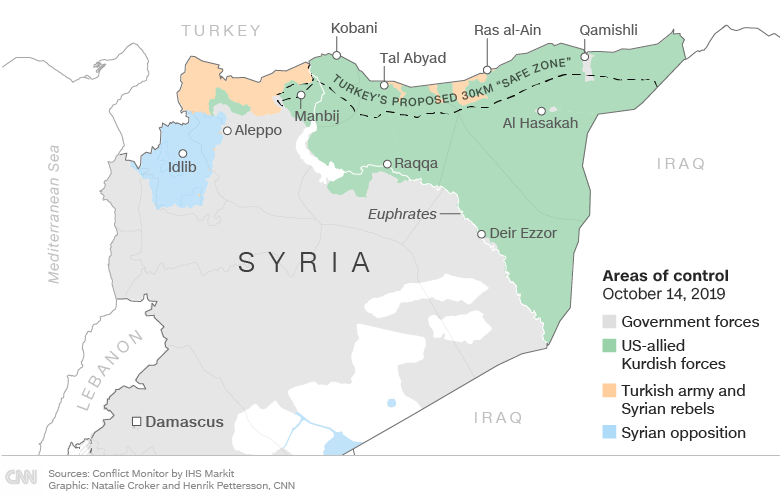 TURKEY
Kobani
Ras al-Ain
Qamishli
Tal Abyad
TURKEY'S PROPOSED 30KM "SAFE ZONE"
Manbij
Aleppo
Al Hasakah
Mediterranean Sea
Idlib
Raqqa
IRAQ
Euphrates
Deir Ezzor
SYRIA
Areas of control
October 14, 2019
Government forces
US-allied
Kurdish forces
Turkish army and
Syrian rebels
Syrian opposition
LEBANON
Damascus
IRAQ
CNN
Sources: Conflict Monitor by IHS Markit
Graphic: Natalie Croker and Henrik Pettersson, CNN